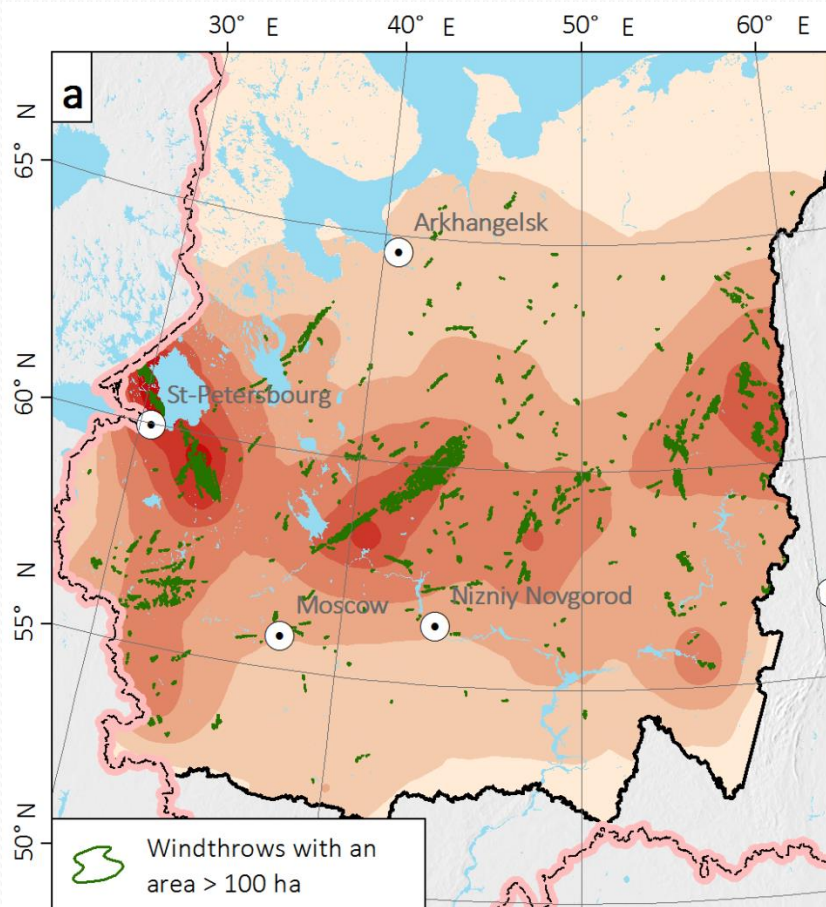 30° E 40° E 50° E 60° E
a
65° N
Arkhangelsk
60° N
St-Petersbourg
55° N
Moscow
Nizniy Novgorod
50° N
Windthrows with an
area > 100 ha